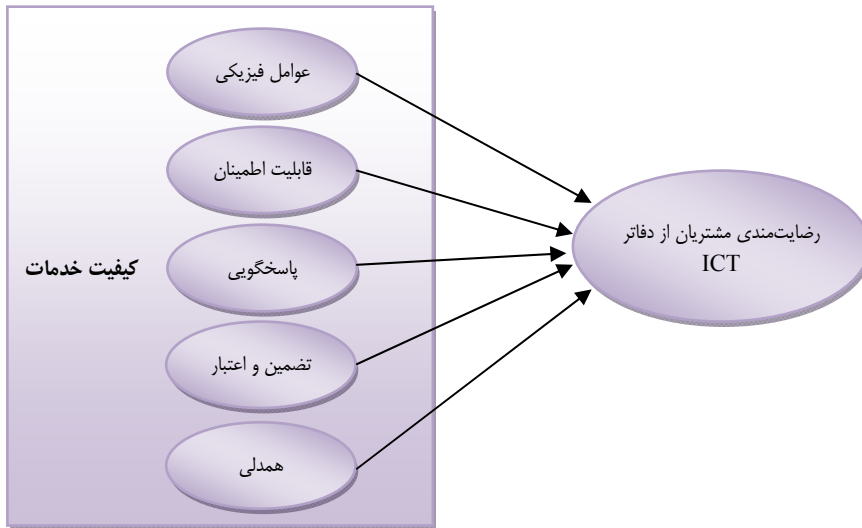 عوامل فیزیکی
قابلیت اطمینان
پاسخگویی
تضمین و اعتبار
همدلی
کیفیت خدمات
رضایت‌مندی مشتریان از دفاتر
ICT